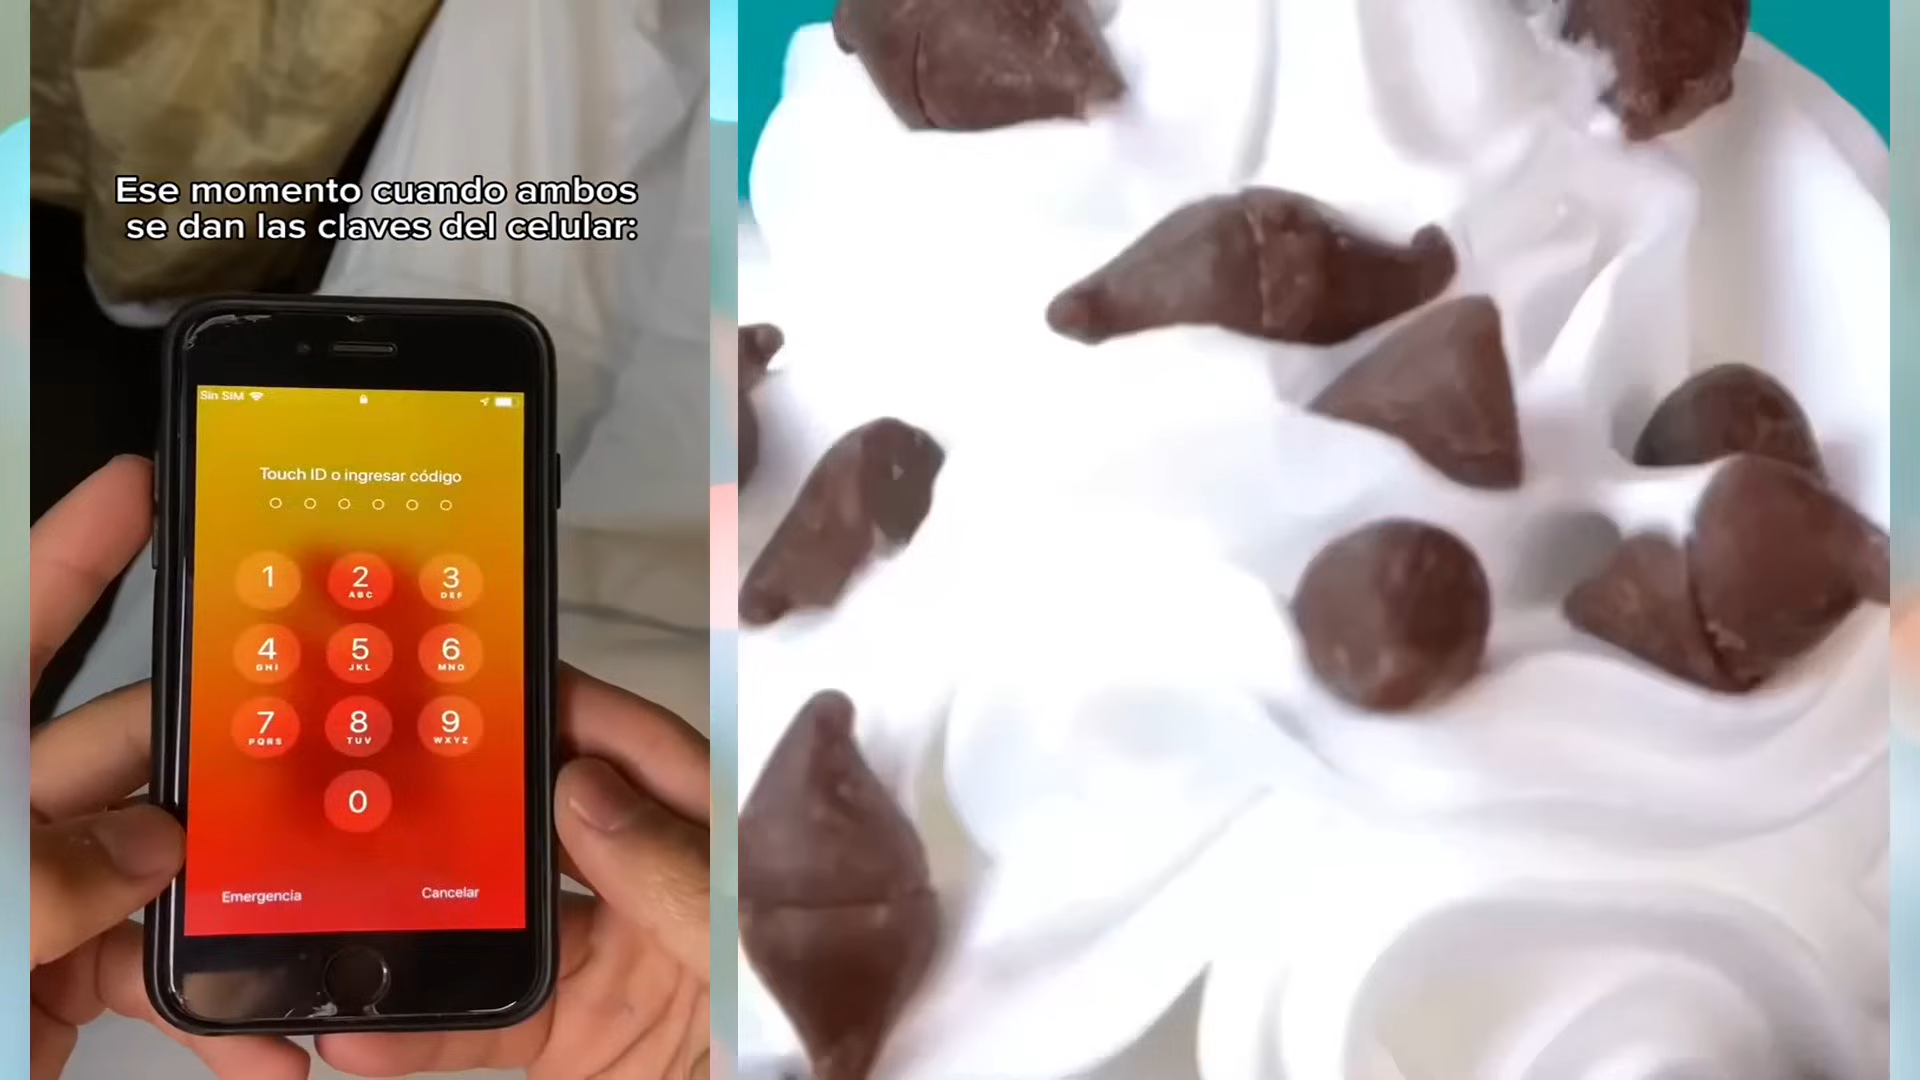 Ese momento cuando ambos
se dan las claves del celular:
Sin SIM
Touch ID o ingresar código
1 2 3
ABC DEF
4 5 6
GHI JKL MNO
7 8 9
PQRS TUV WXYZ
0
Emergencia Cancelar